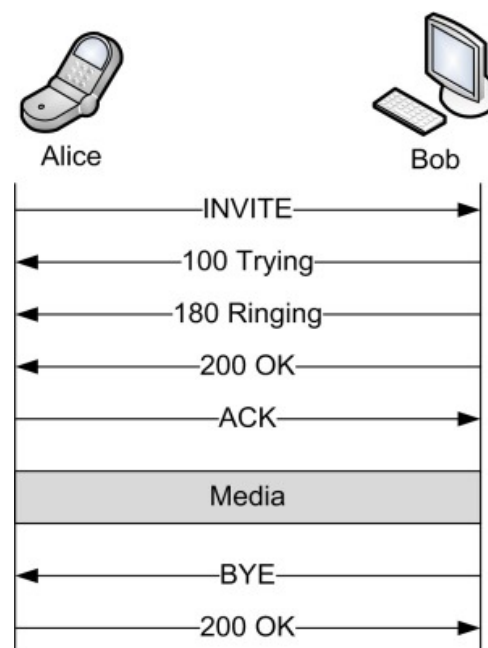 Alice
Bob
INVITE
100 Trying
180 Ringing
200 OK
ACK
Media
BYE
200 OK